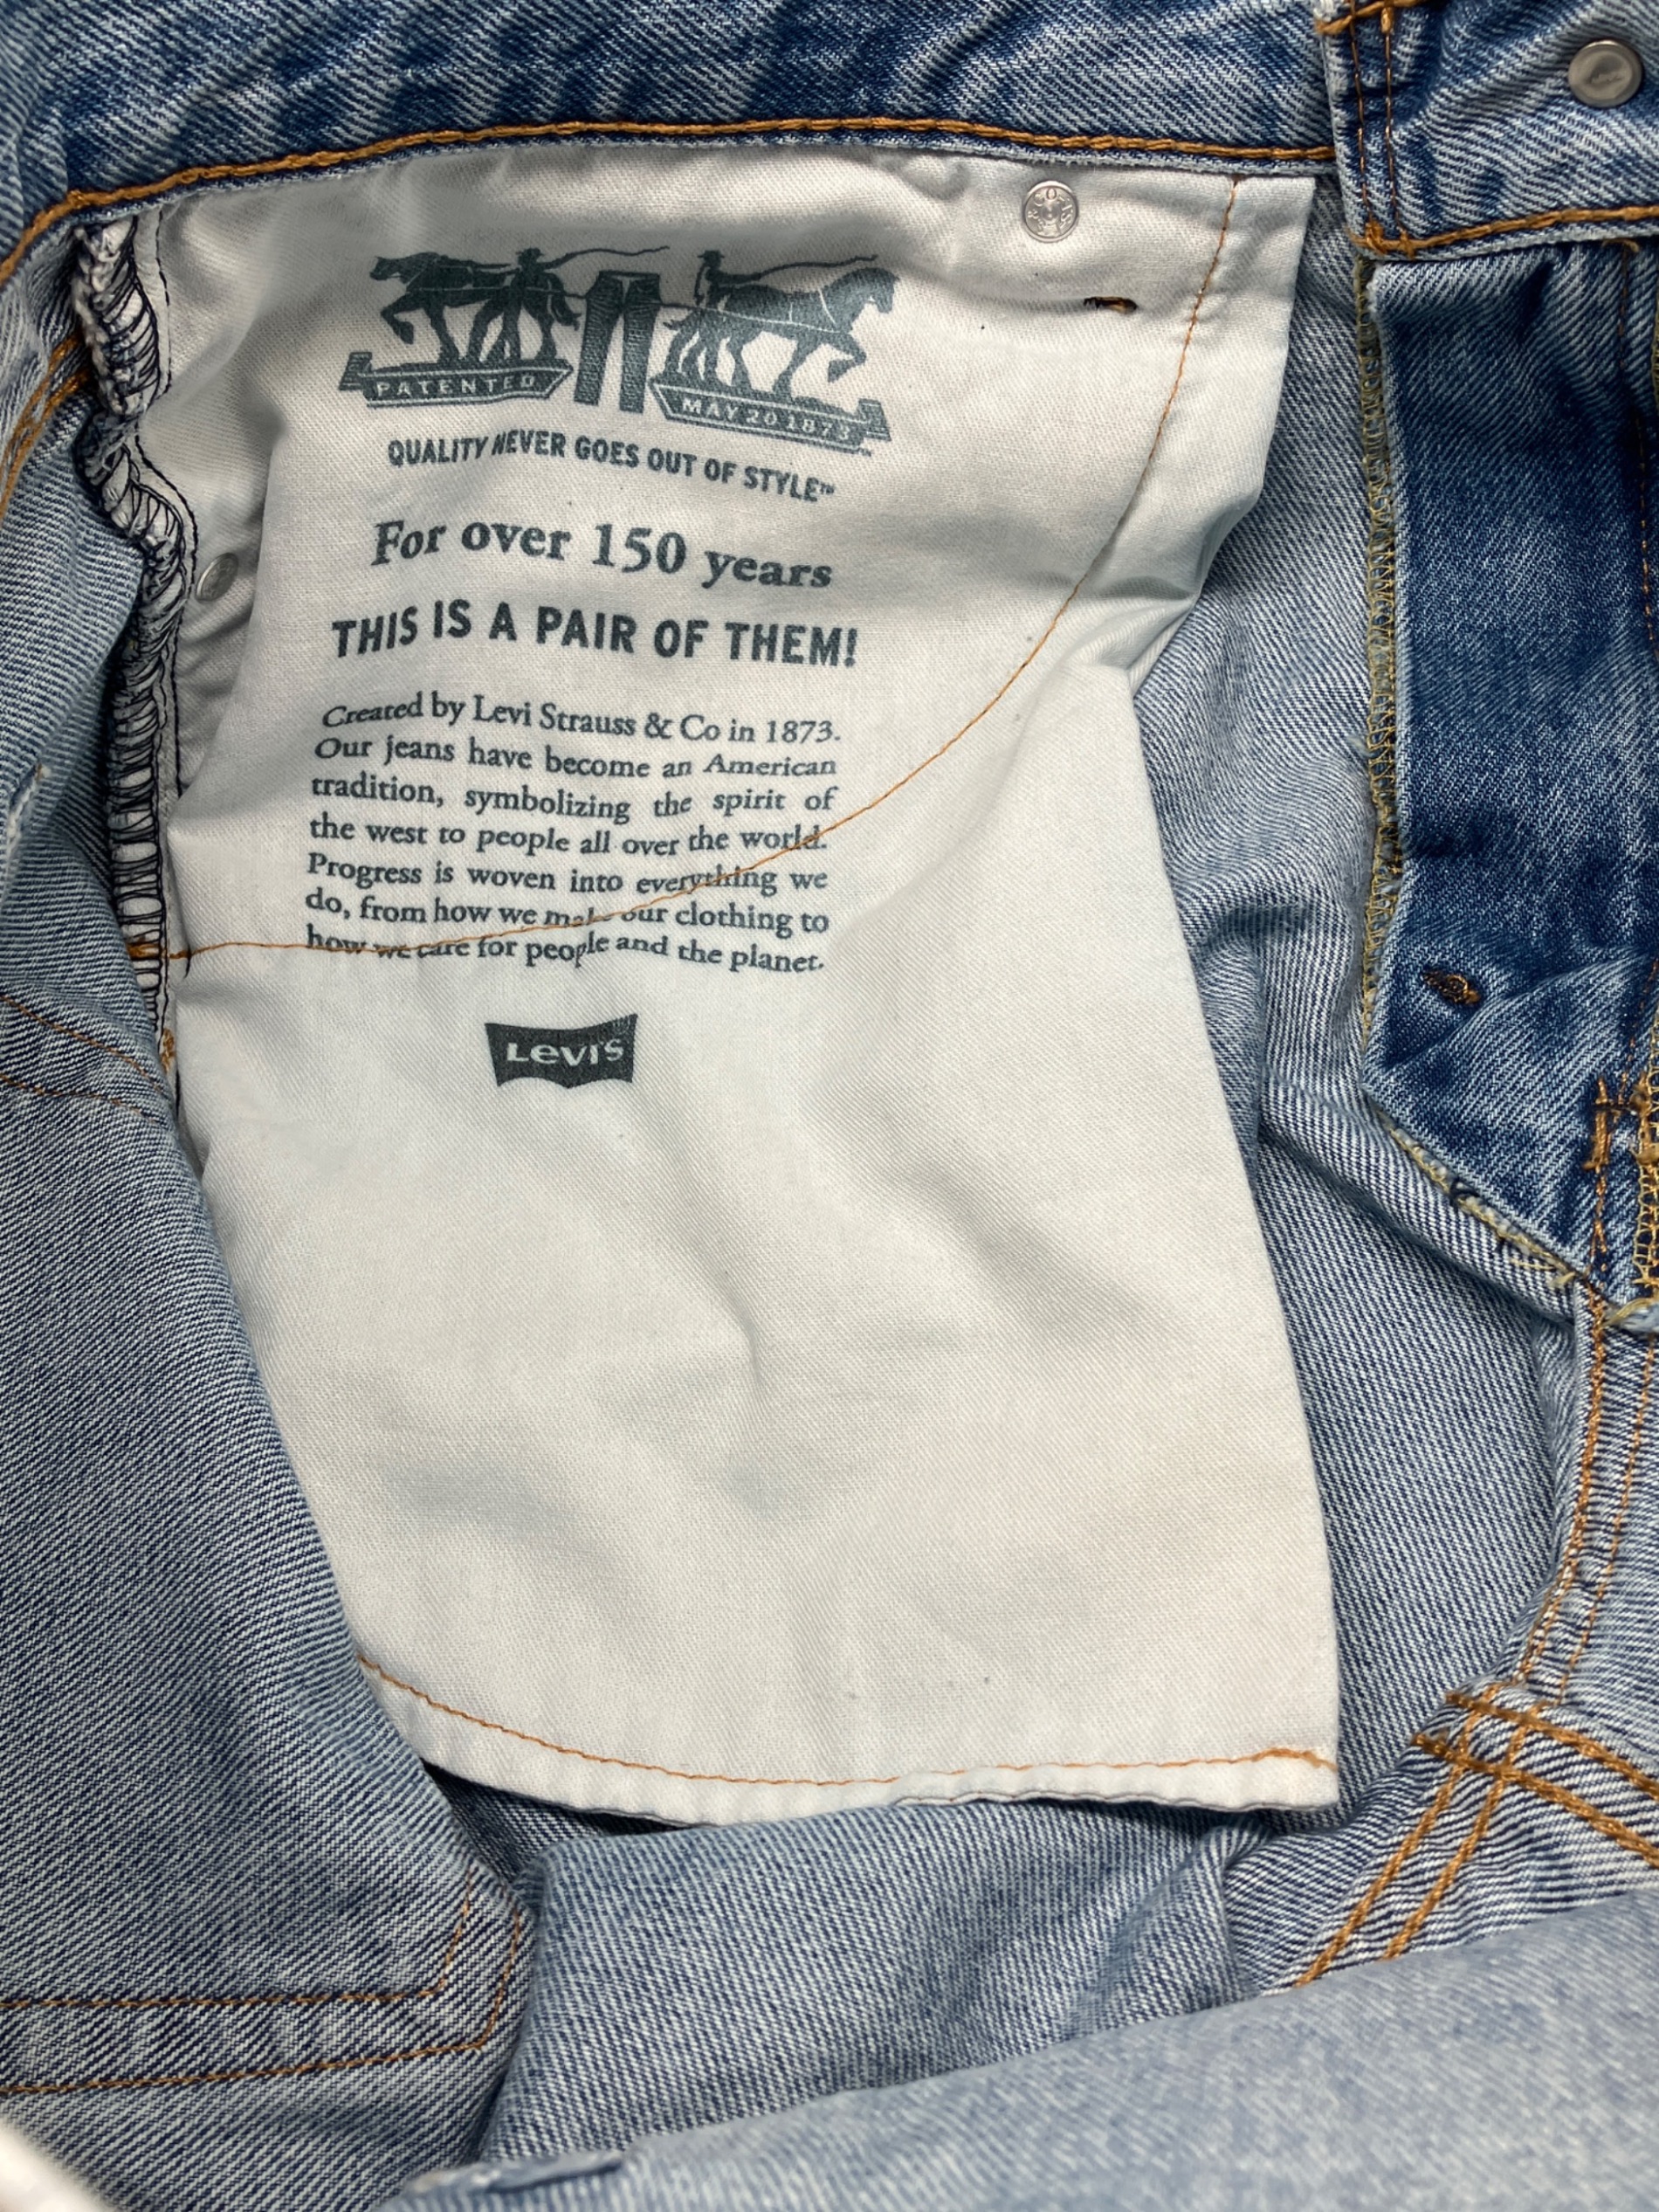 PATENTED
MAY 20 1873
QUALITY NEVER GOES OUT OF STYLE™
For over 150 years
THIS IS A PAIR OF THEM!
Created by Levi Strauss & Co in 1873.
Our jeans have become an American
tradition, symbolizing the spirit of
the west to people all over the world.
Progress is woven into everything we
do, from how we make our clothing to
how we care for people and the planet.
LEVI'S